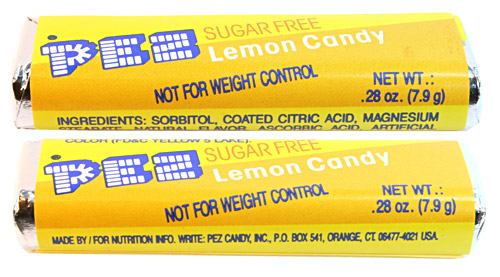 SUGAR FREE
PEZ Lemon Candy
NOT FOR WEIGHT CONTROL
NET WT.:
.28 oz. (7.9 g)
INGREDIENTS: SORBITOL, COATED CITRIC ACID, MAGNESIUM
STEARATE, NATURAL FLAVOR, ASCORBIC ACID, ARTIFICIAL
COLOR (FD&C YELLOW 5 LAKE).
SUGAR FREE
PEZ Lemon Candy
NOT FOR WEIGHT CONTROL
NET WT.:
.28 oz. (7.9 g)
MADE BY / FOR NUTRITION INFO. WRITE: PEZ CANDY, INC., P.O. BOX 541, ORANGE, CT. 06477-4021 USA.